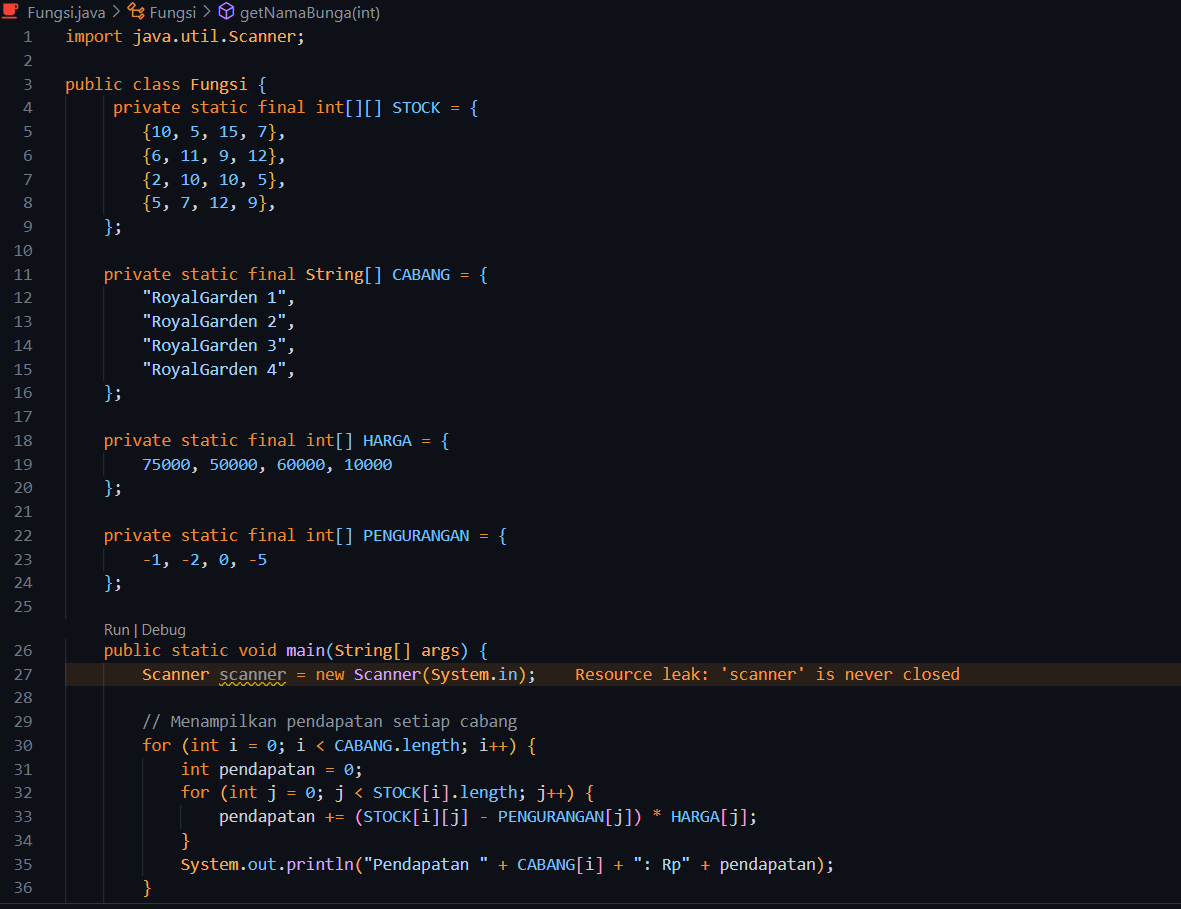 Fungsi.java > Fungsi > getNamaBunga(int)
1 import java.util.Scanner;
2
3 public class Fungsi {
4 private static final int[][] STOCK = {
5 {10, 5, 15, 7},
6 {6, 11, 9, 12},
7 {2, 10, 10, 5},
8 {5, 7, 12, 9},
9 };
10
11 private static final String[] CABANG = {
12 "RoyalGarden 1",
13 "RoyalGarden 2",
14 "RoyalGarden 3",
15 "RoyalGarden 4",
16 };
17
18 private static final int[] HARGA = {
19 75000, 50000, 60000, 10000
20 };
21
22 private static final int[] PENGURANGAN = {
23 -1, -2, 0, -5
24 };
25
Run | Debug
26 public static void main(String[] args) {
27 Scanner scanner = new Scanner(System.in); Resource leak: 'scanner' is never closed
28
29 // Menampilkan pendapatan setiap cabang
30 for (int i = 0; i < CABANG.length; i++) {
31 int pendapatan = 0;
32 for (int j = 0; j < STOCK[i].length; j++) {
33 pendapatan += (STOCK[i][j] - PENGURANGAN[j]) * HARGA[j];
34 }
35 System.out.println("Pendapatan " + CABANG[i] + ": Rp" + pendapatan);
36 }